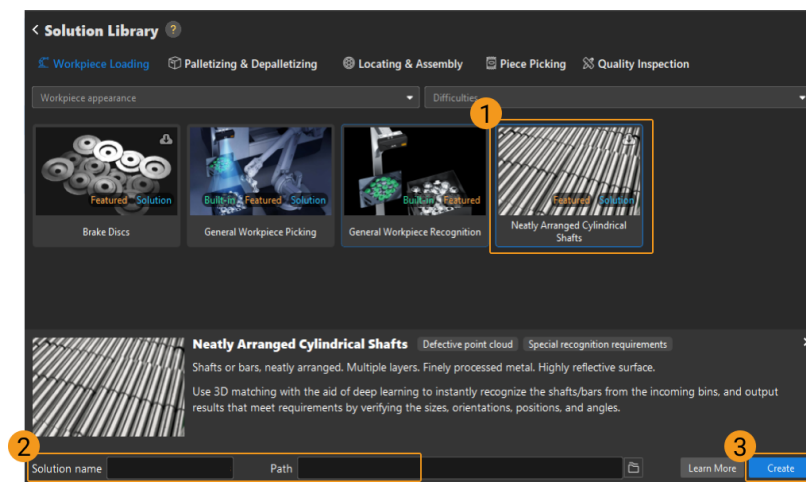 < Solution Library ?
Workpiece Loading Palletizing & Depalletizing Locating & Assembly Piece Picking Quality Inspection
Workpiece appearance Difficulties
1
Featured Solution
Built-in Featured Solution
Built-in Featured
Featured Solution
Brake Discs
General Workpiece Picking
General Workpiece Recognition
Neatly Arranged Cylindrical
Shafts
Neatly Arranged Cylindrical Shafts Defective point cloud Special recognition requirements
Shafts or bars, neatly arranged. Multiple layers. Finely processed metal. Highly reflective surface.
Use 3D matching with the aid of deep learning to instantly recognize the shafts/bars from the incoming bins, and output
results that meet requirements by verifying the sizes, orientations, positions, and angles.
2
3
Solution name Path Learn More Create